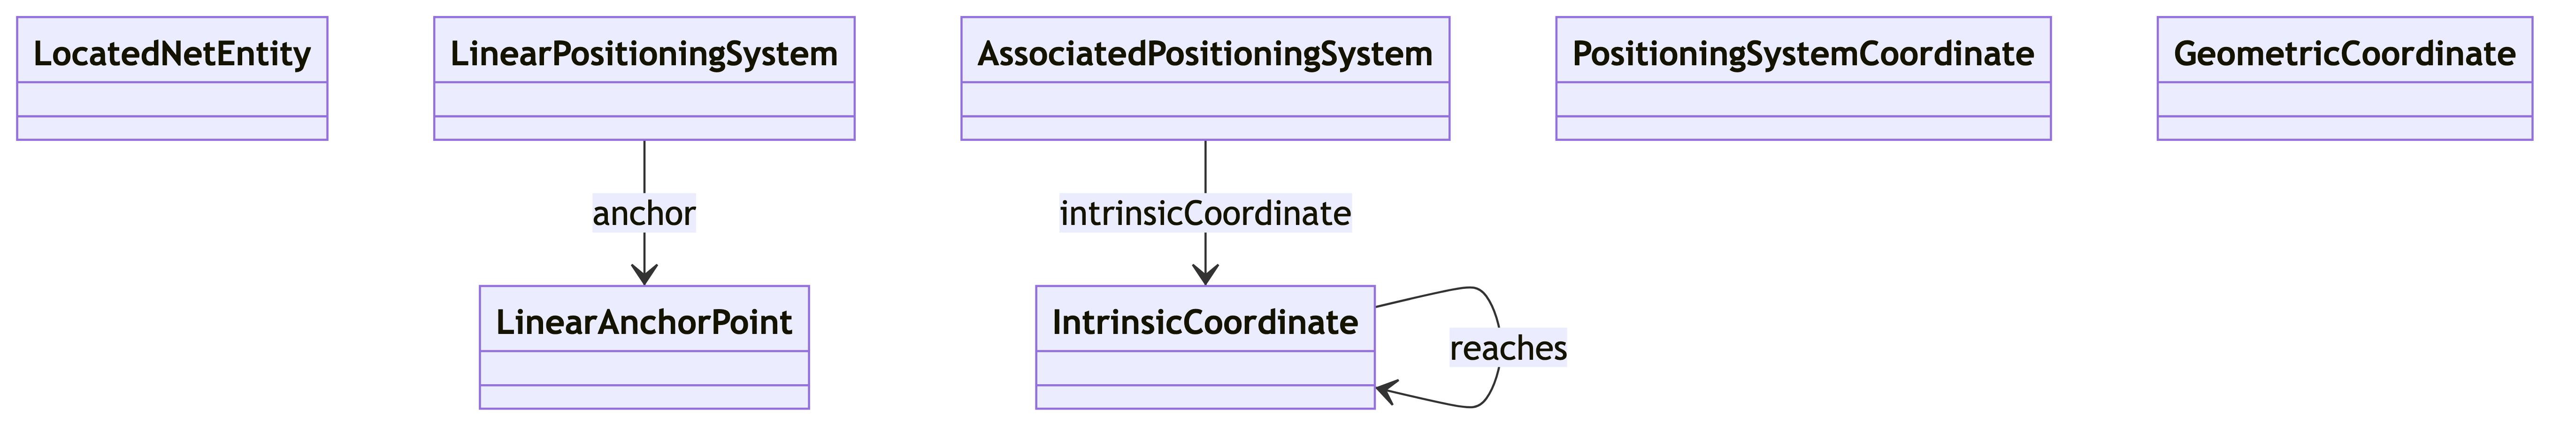 LocatedNetEntity
LinearPositioningSystem
AssociatedPositioningSystem
PositioningSystemCoordinate
GeometricCoordinate
anchor
intrinsicCoordinate
LinearAnchorPoint
IntrinsicCoordinate
reaches